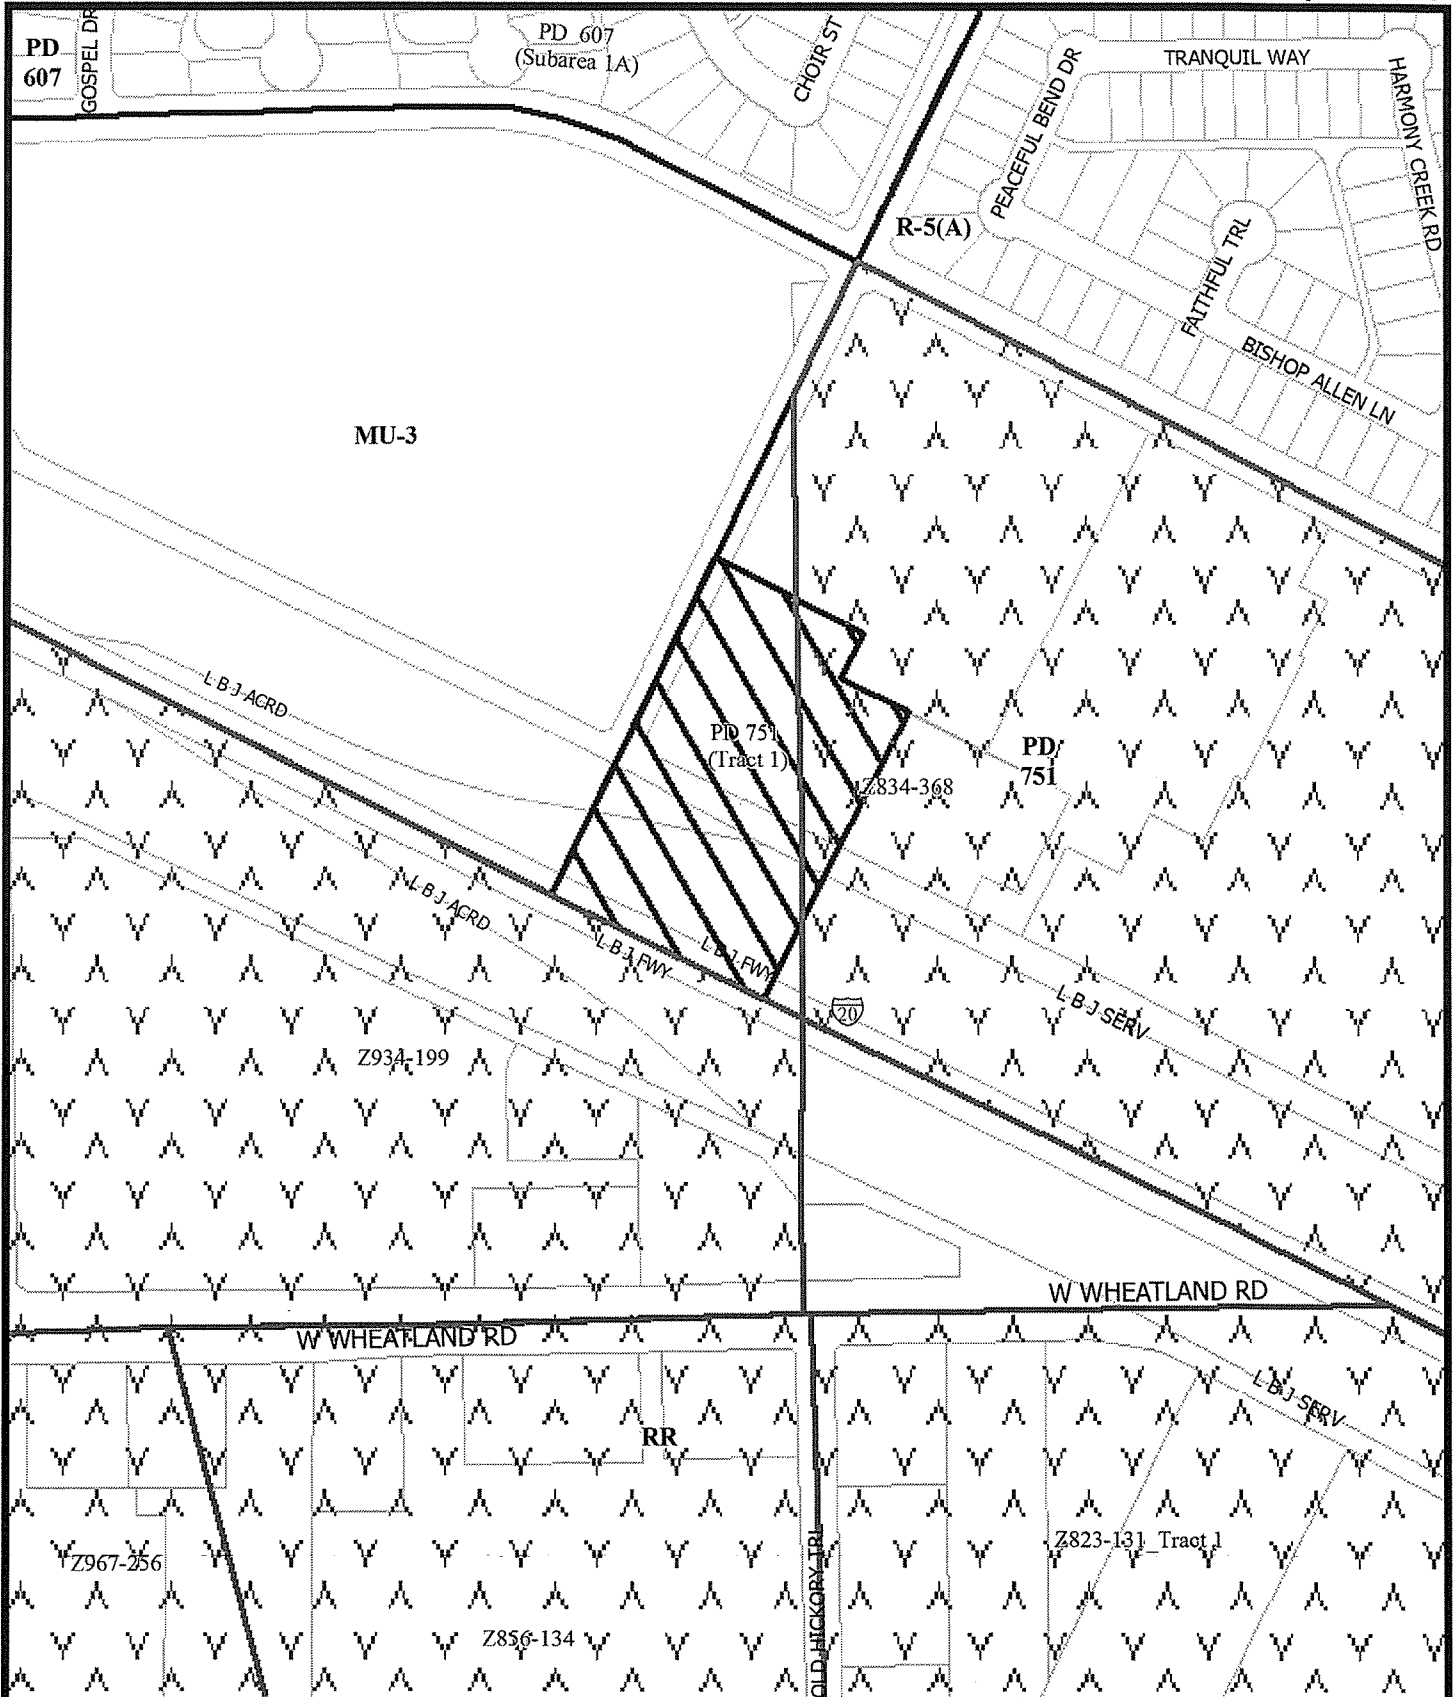 PD
607
GOSPEL DR
PD 607
(Subarea 1A)
CHOIR ST
PEACEFUL BEND DR
TRANQUIL WAY
HARMONY CREEK RD
R-5(A)
FAITHFUL TRL
BISHOP ALLEN LN
MU-3
L B J ACRD
PD 751
(Tract 1)
PD
751
Z834-368
L B J ACRD
L B J FWY
L B J FWY
20
L B J SERV
Z934-199
W WHEATLAND RD
W WHEATLAND RD
L B J SERV
RR
OLD HICKORY TRL
Z823-131_Tract 1
Z967-256
Z856-134